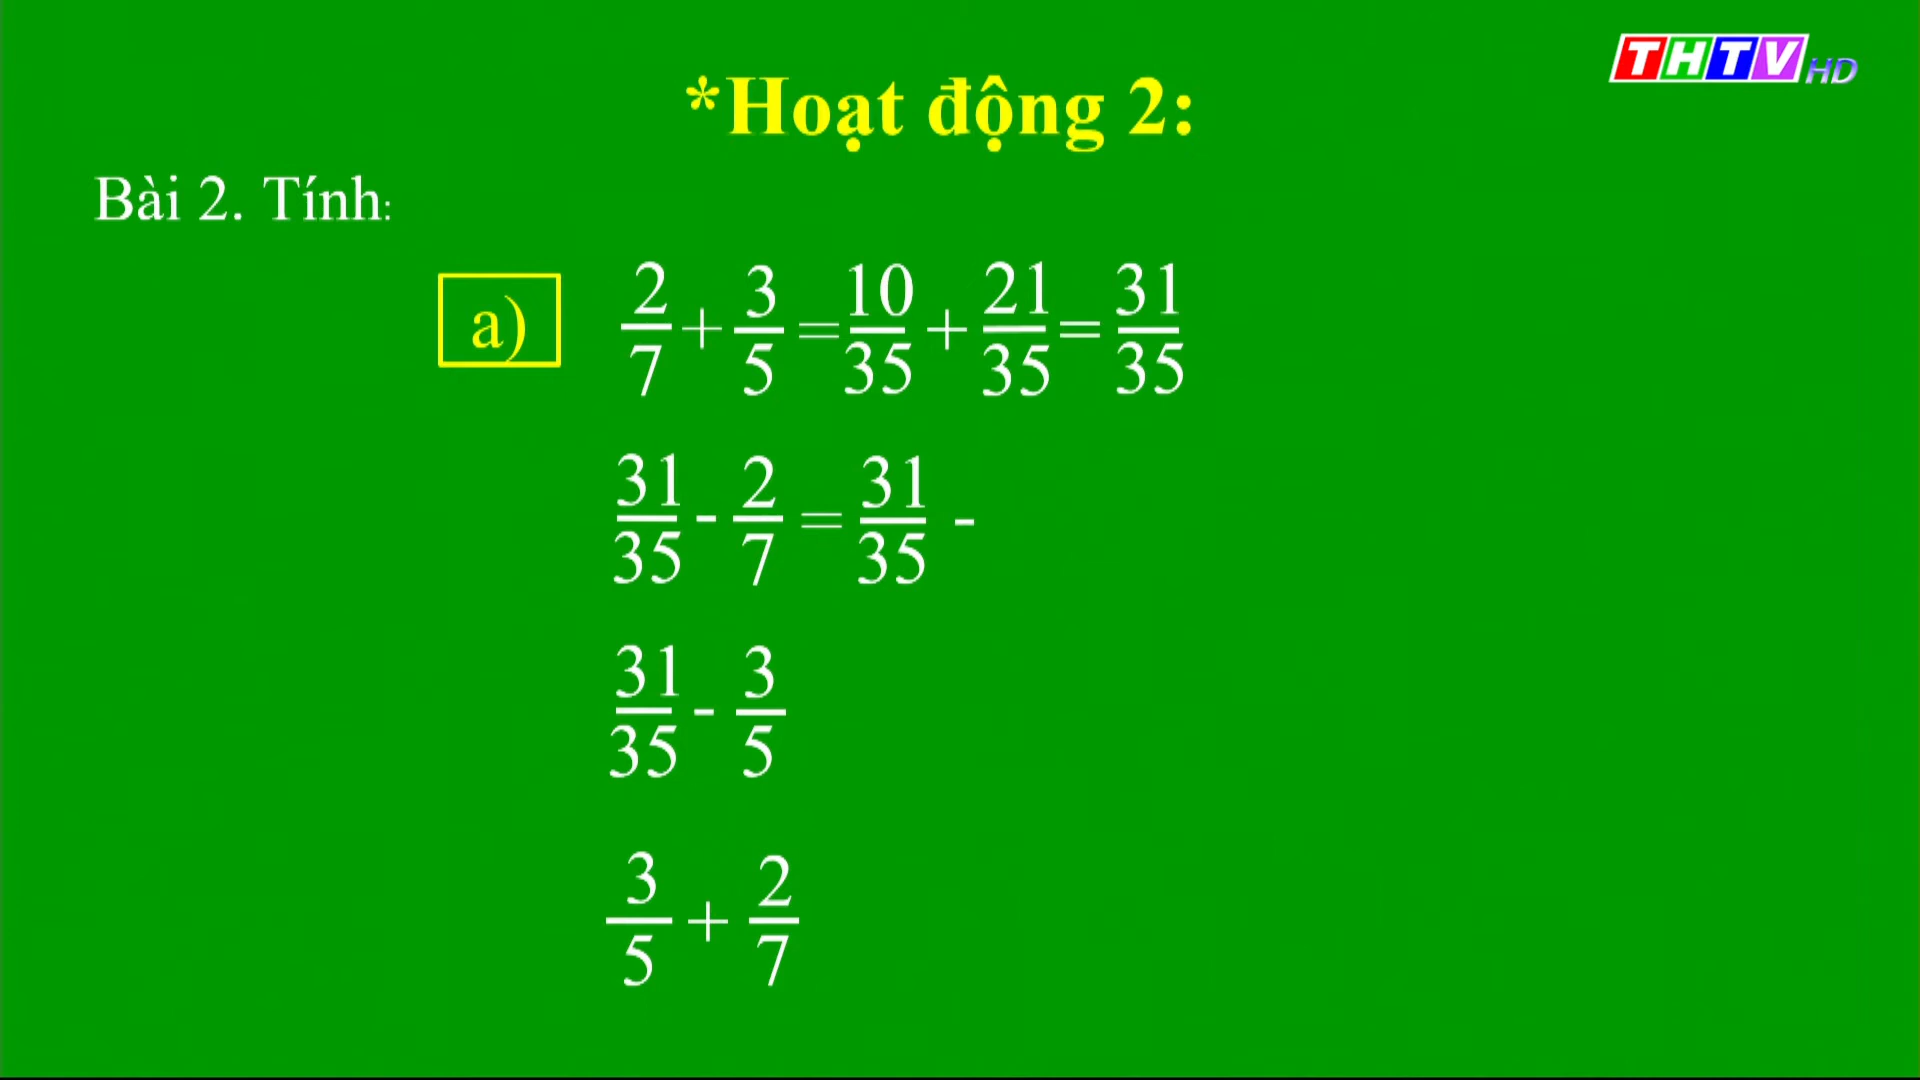 THTV HD
*Hoạt động 2:
Bài 2. Tính:
a) 2/7 + 3/5 = 10/35 + 21/35 = 31/35
31/35 - 2/7 = 31/35 -
31/35 - 3/5
3/5 + 2/7